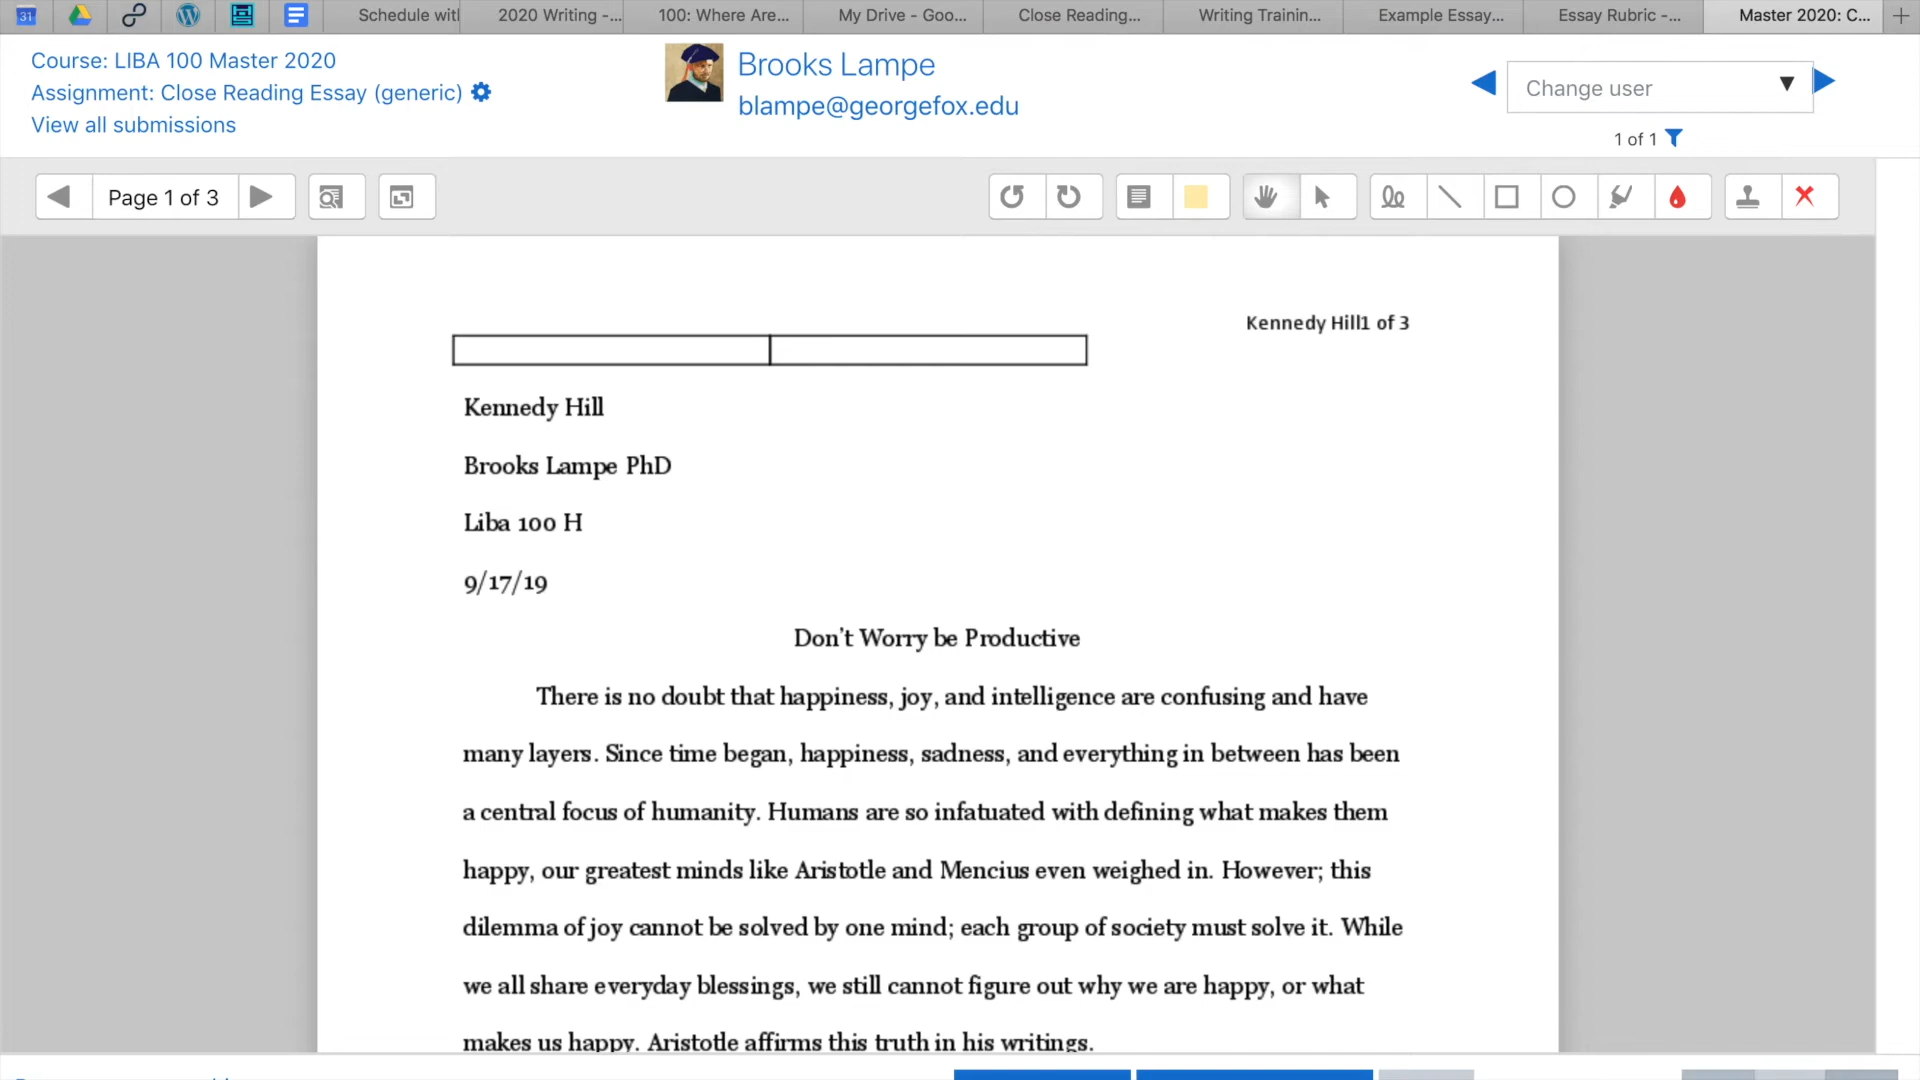 31
Schedule wit
2020 Writing -...
100: Where Are...
My Drive - Goo...
Close Reading...
Writing Trainin...
Example Essay...
Essay Rubric -...
Master 2020: C...
Course: LIBA 100 Master 2020
Assignment: Close Reading Essay (generic)
View all submissions
Brooks Lampe
blampe@georgefox.edu
Change user
1 of 1
Page 1 of 3
Kennedy Hill1 of 3
Kennedy Hill
Brooks Lampe PhD
Liba 100 H
9/17/19
Don't Worry be Productive
There is no doubt that happiness, joy, and intelligence are confusing and have
many layers. Since time began, happiness, sadness, and everything in between has been
a central focus of humanity. Humans are so infatuated with defining what makes them
happy, our greatest minds like Aristotle and Mencius even weighed in. However; this
dilemma of joy cannot be solved by one mind; each group of society must solve it. While
we all share everyday blessings, we still cannot figure out why we are happy, or what
makes us happy. Aristotle affirms this truth in his writings.